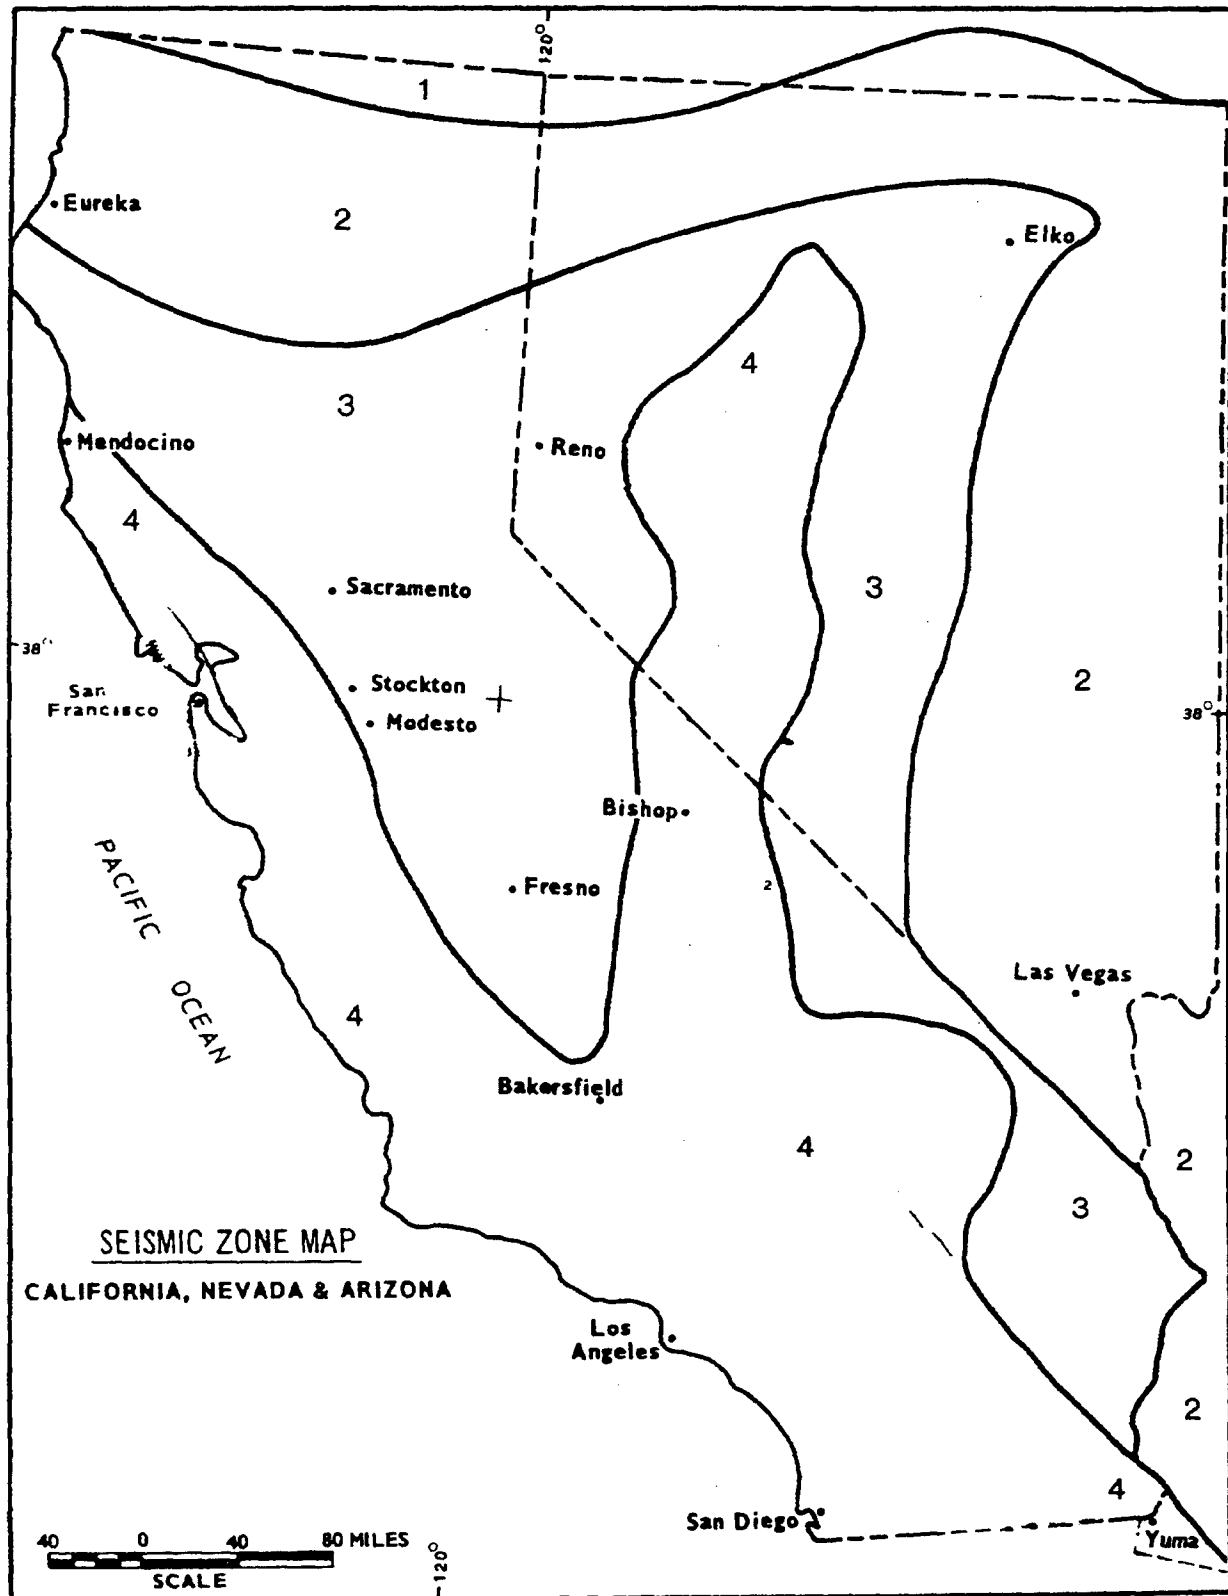 120°
1
Eureka
2
Elko
4
3
Mendocino
Reno
4
Sacramento
3
38°
Stockton
San
Francisco
Modesto
2
38°
Bishop
PACIFIC OCEAN
Fresno
2
Las Vegas
4
Bakersfield
4
2
3
SEISMIC ZONE MAP
CALIFORNIA, NEVADA & ARIZONA
Los
Angeles
2
4
San Diego
Yuma
40 0 40 80 MILES
SCALE
120°